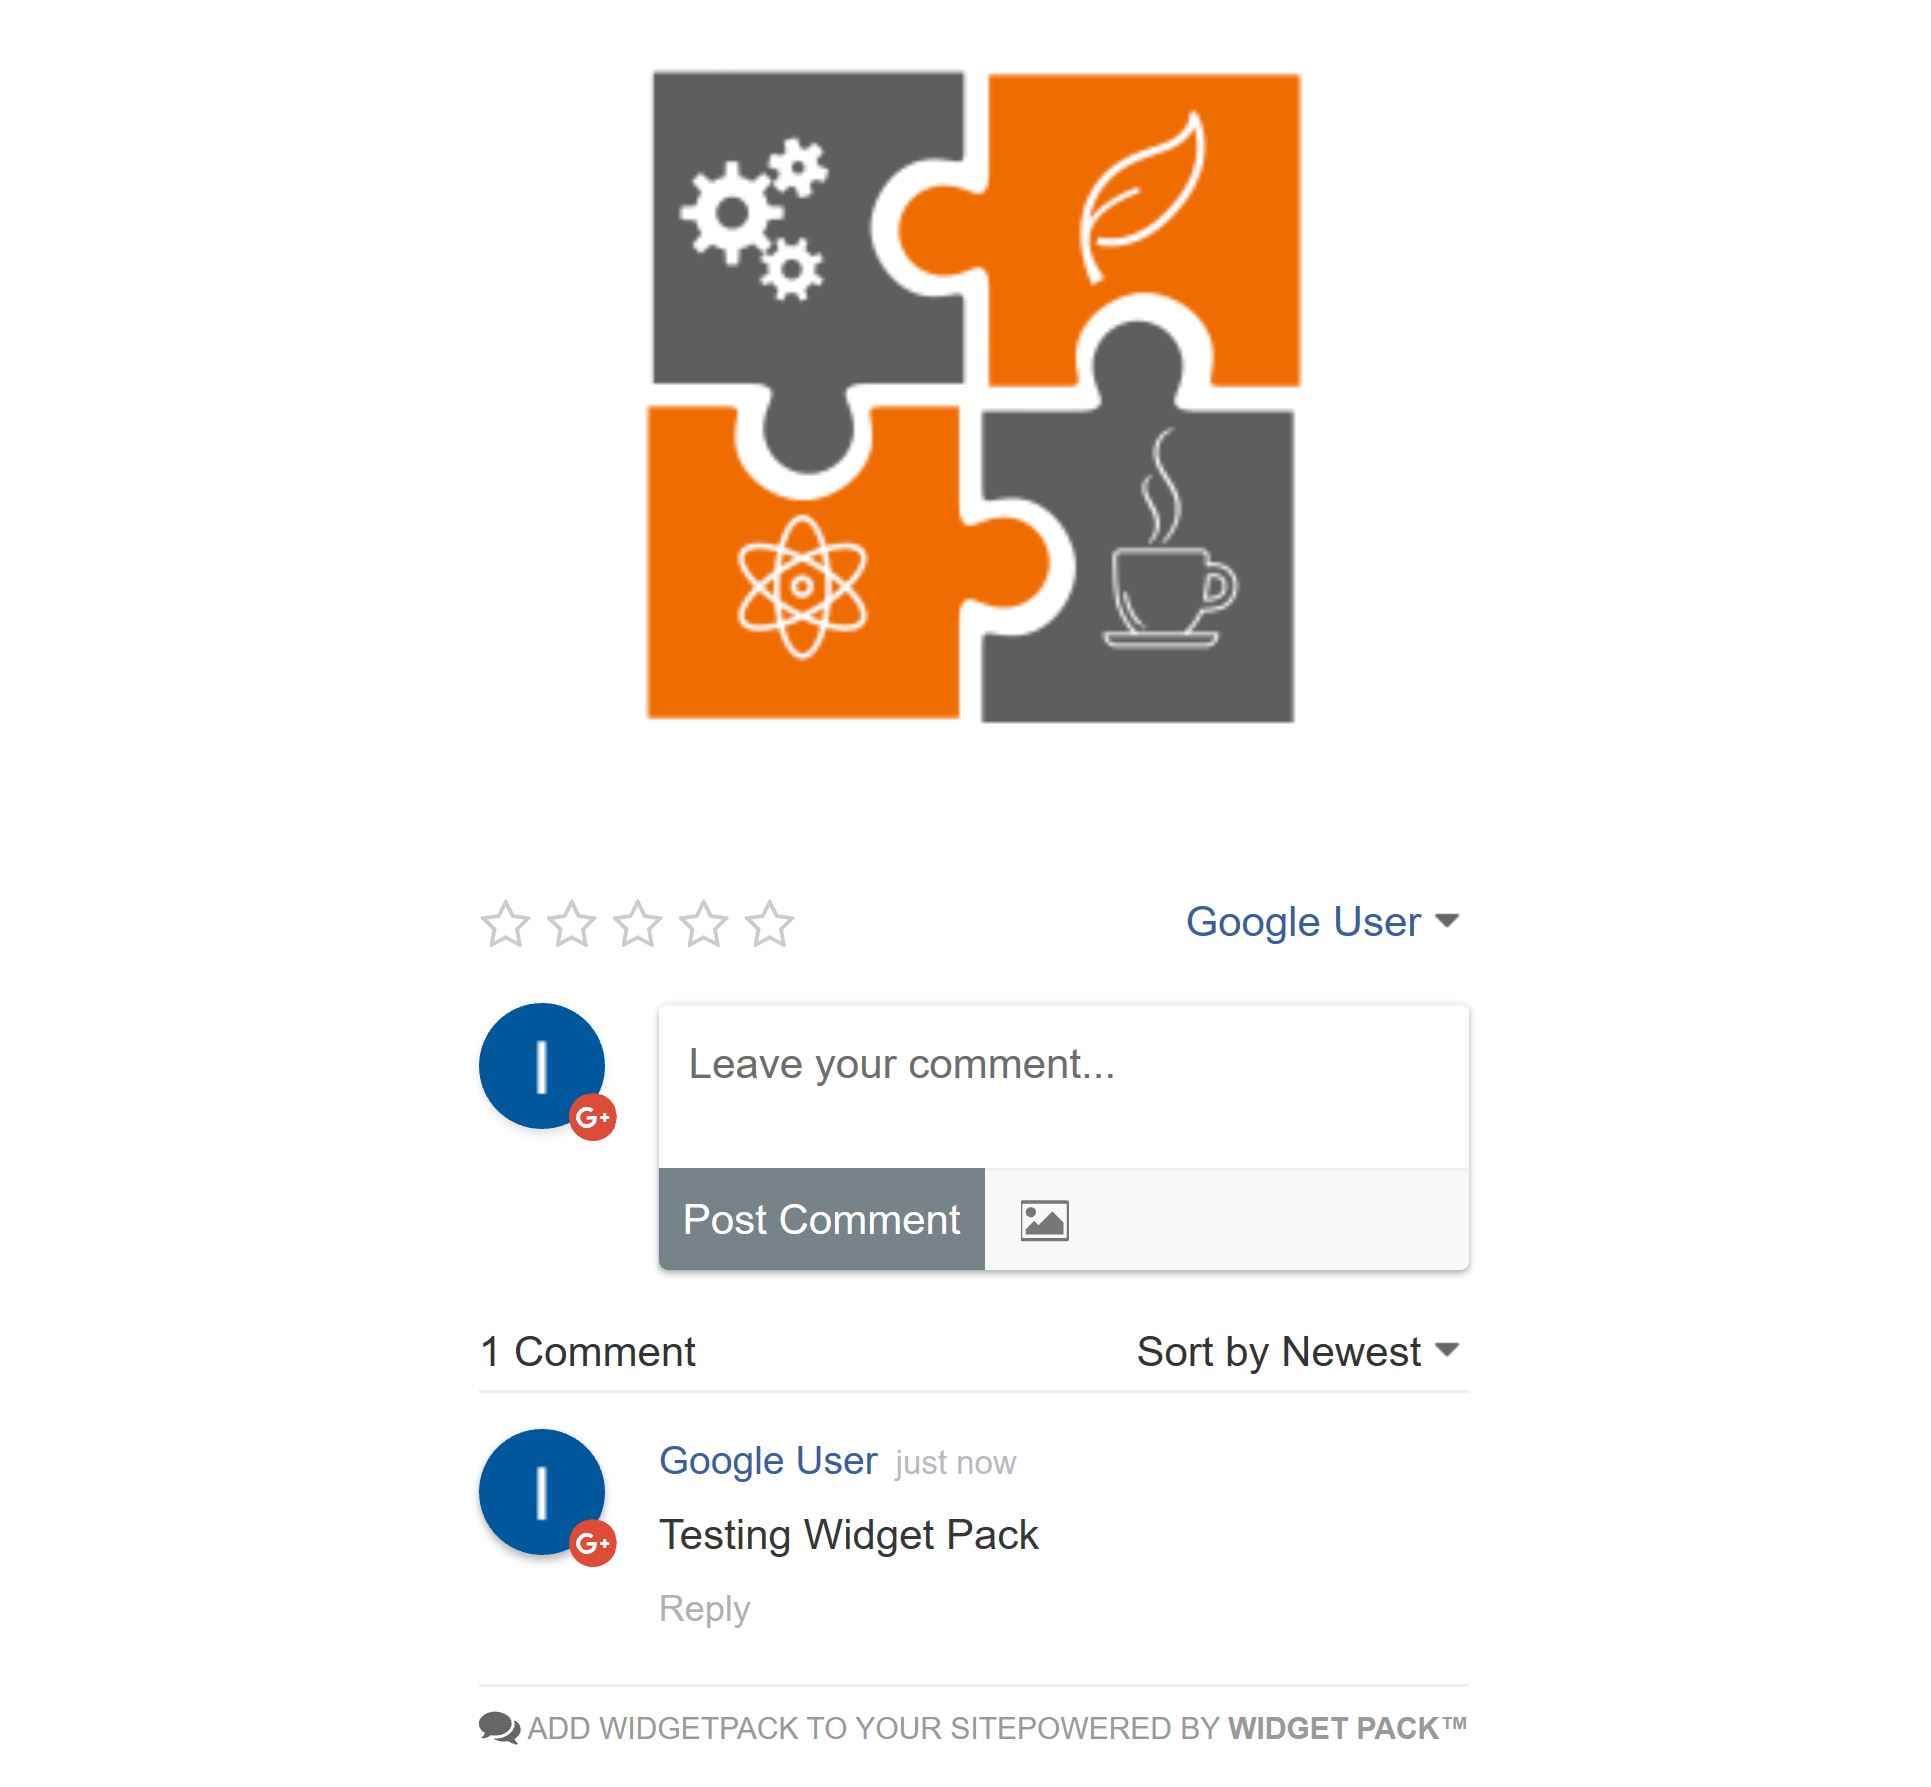 Google User
I
G+
Leave your comment...
Post Comment
1 Comment
Sort by Newest
I
G+
Google User just now
Testing Widget Pack
Reply
ADD WIDGETPACK TO YOUR SITEPOWERED BY WIDGET PACK™